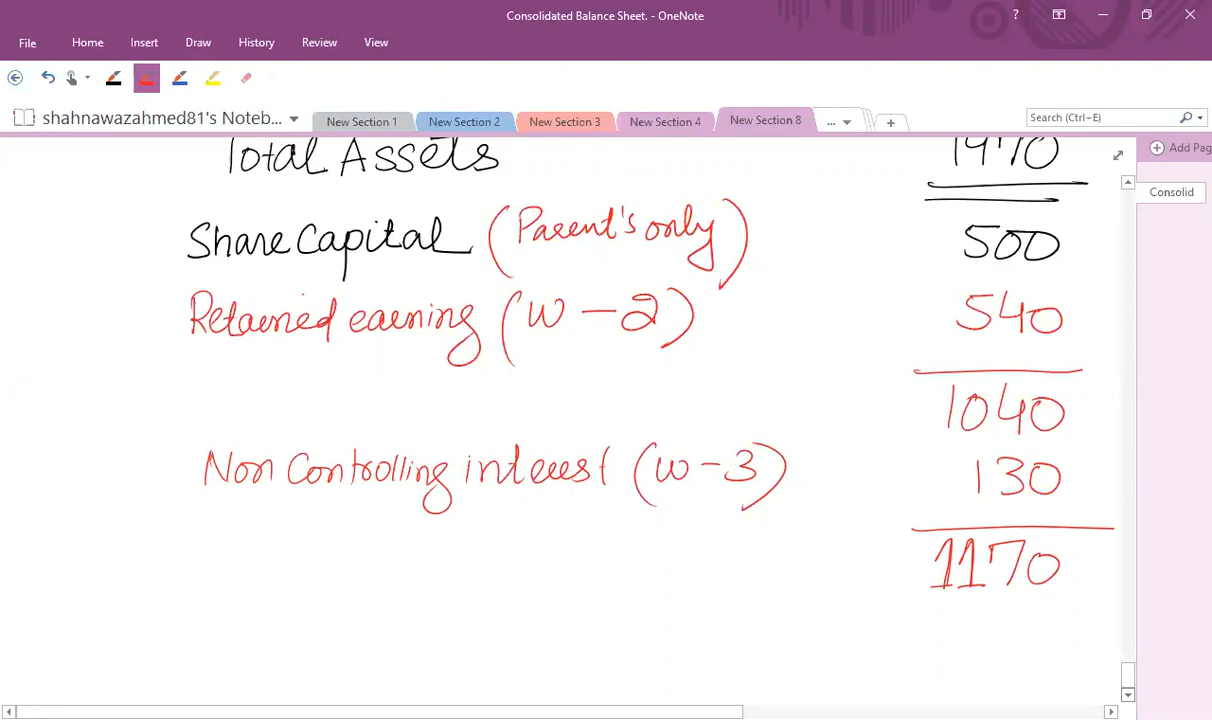 Consolidated Balance Sheet. - OneNote
?
File Home Insert Draw History Review View
shahnawazahmed81's Noteb... New Section 1 New Section 2 New Section 3 New Section 4 New Section 8 ... + Search (Ctrl+E)
Add Pag
Total Assets 1470
Consolid
Share Capital (Parent's only) 500
Retained earning (W-2) 540
1040
Non Controlling interest (W-3) 130
1170